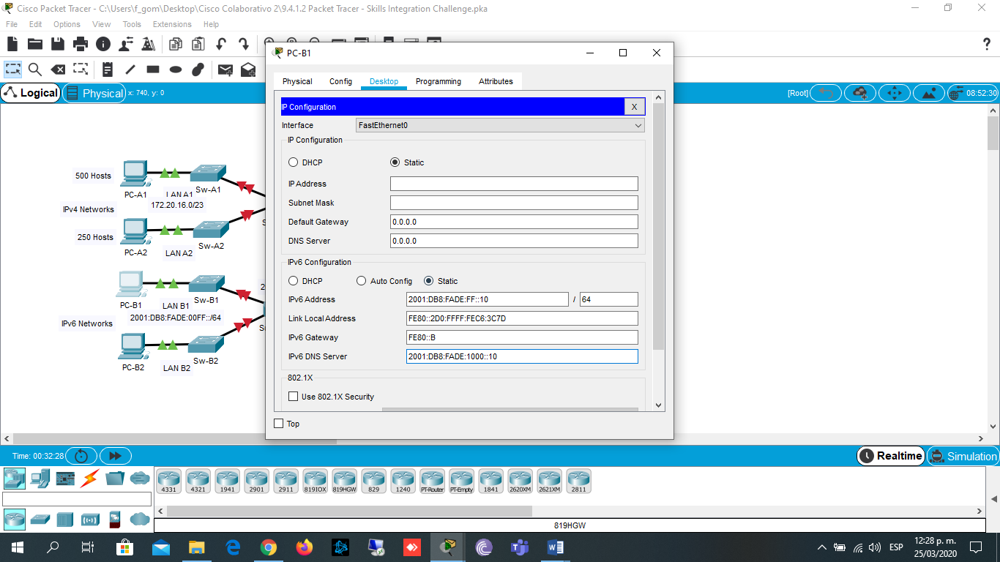 Cisco Packet Tracer - C:\Users\f_gom\Desktop\Cisco Colaborativo 2\9.4.1.2 Packet Tracer - Skills Integration Challenge.pka
File Edit Options View Tools Extensions Help
?
Logical Physical x: 740, y: 0 [Root] 08:52:30
PC-B1
Physical Config Desktop Programming Attributes
IP Configuration X
Interface FastEthernet0
IP Configuration
DHCP Static
IP Address
Subnet Mask
Default Gateway 0.0.0.0
DNS Server 0.0.0.0
IPv6 Configuration
DHCP Auto Config Static
IPv6 Address 2001:DB8:FADE:FF::10 / 64
Link Local Address FE80::2D0:FFFF:FEC6:3C7D
IPv6 Gateway FE80::B
IPv6 DNS Server 2001:DB8:FADE:1000::10
802.1X
Use 802.1X Security
Top
500 Hosts
PC-A1 LAN A1 Sw-A1
172.20.16.0/23
IPv4 Networks
250 Hosts
PC-A2 LAN A2 Sw-A2
PC-B1 LAN B1 Sw-B1
2001:DB8:FADE:00FF::/64
IPv6 Networks
PC-B2 LAN B2 Sw-B2
Time: 00:32:28 Realtime Simulation
4331 4321 1941 2901 2911 819IOX 819HGW 829 1240 PT-Router PT-Empty 1841 2620XM 2621XM 2811
819HGW
ESP 12:28 p. m.
25/03/2020